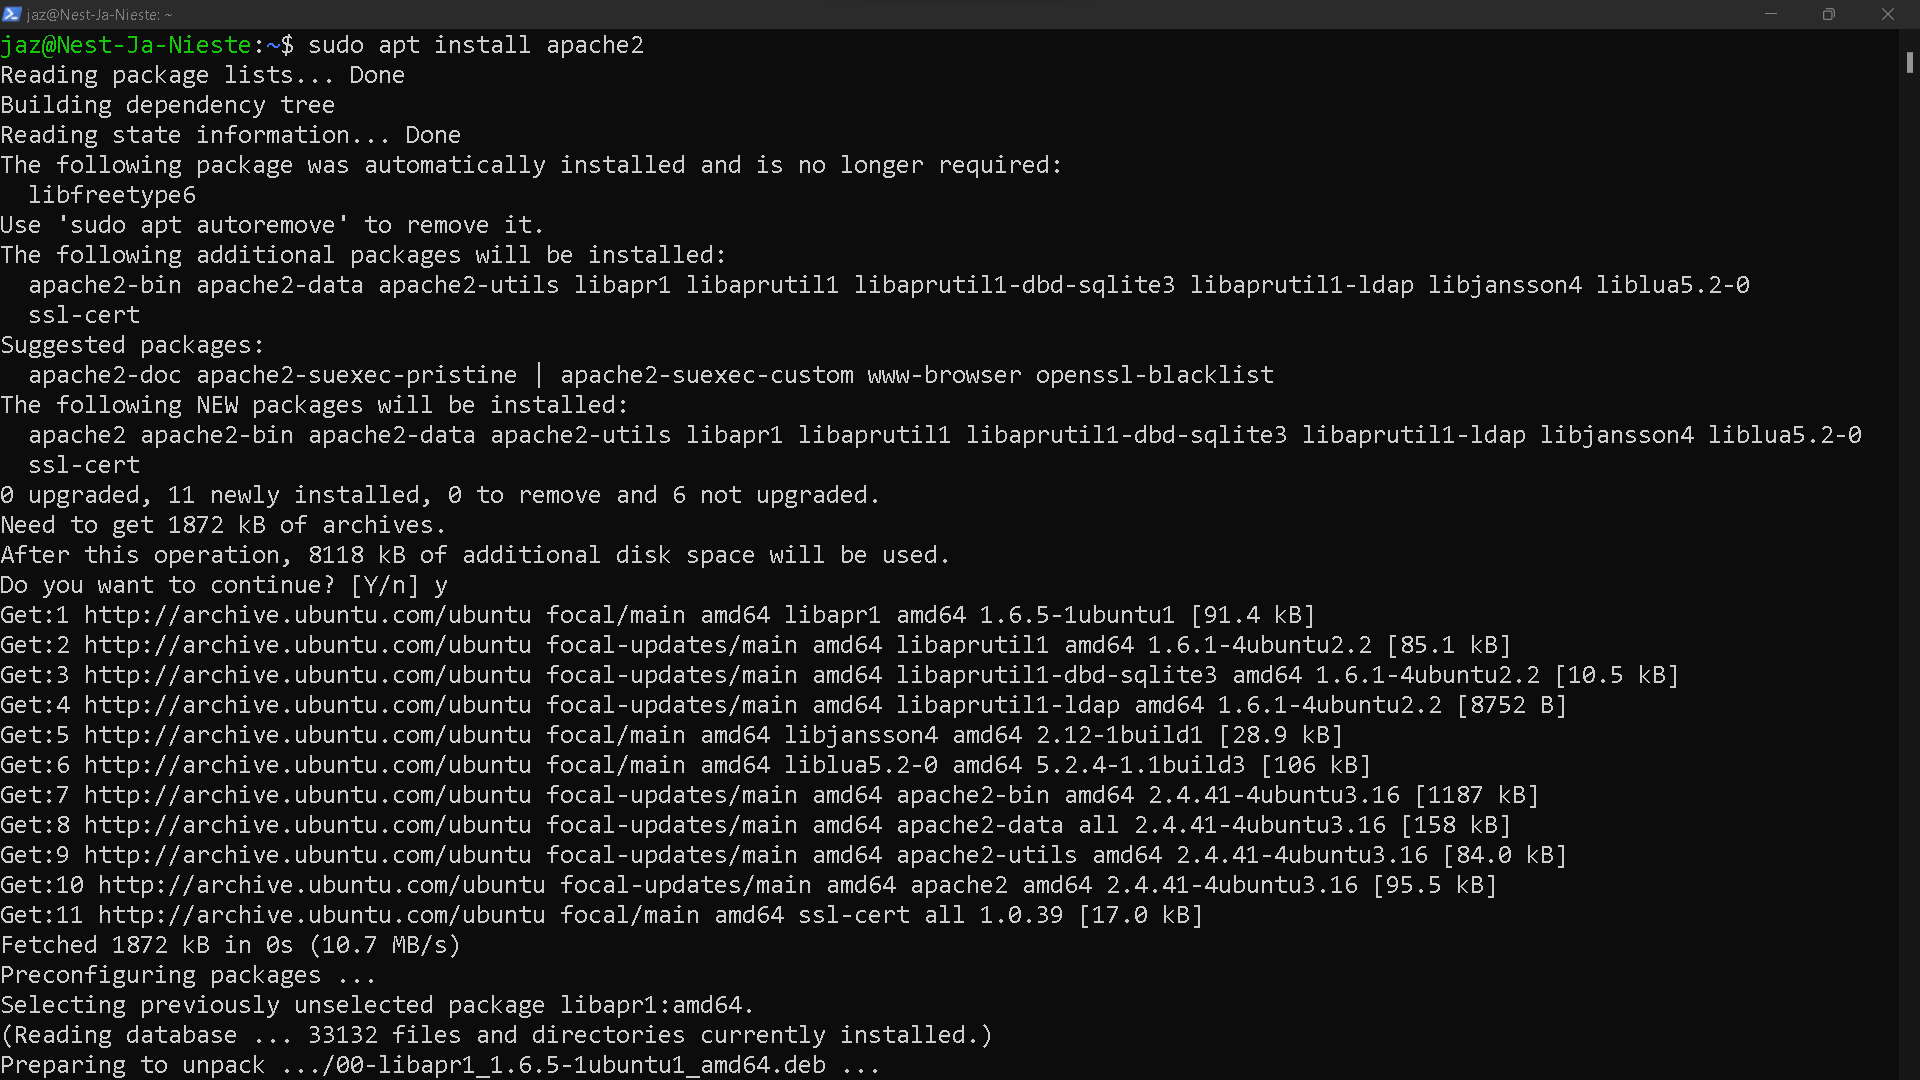 jaz@Nest-Ja-Nieste: ~
jaz@Nest-Ja-Nieste:~$ sudo apt install apache2
Reading package lists... Done
Building dependency tree
Reading state information... Done
The following package was automatically installed and is no longer required:
  libfreetype6
Use 'sudo apt autoremove' to remove it.
The following additional packages will be installed:
  apache2-bin apache2-data apache2-utils libapr1 libaprutil1 libaprutil1-dbd-sqlite3 libaprutil1-ldap libjansson4 liblua5.2-0
  ssl-cert
Suggested packages:
  apache2-doc apache2-suexec-pristine | apache2-suexec-custom www-browser openssl-blacklist
The following NEW packages will be installed:
  apache2 apache2-bin apache2-data apache2-utils libapr1 libaprutil1 libaprutil1-dbd-sqlite3 libaprutil1-ldap libjansson4 liblua5.2-0
  ssl-cert
0 upgraded, 11 newly installed, 0 to remove and 6 not upgraded.
Need to get 1872 kB of archives.
After this operation, 8118 kB of additional disk space will be used.
Do you want to continue? [Y/n] y
Get:1 http://archive.ubuntu.com/ubuntu focal/main amd64 libapr1 amd64 1.6.5-1ubuntu1 [91.4 kB]
Get:2 http://archive.ubuntu.com/ubuntu focal-updates/main amd64 libaprutil1 amd64 1.6.1-4ubuntu2.2 [85.1 kB]
Get:3 http://archive.ubuntu.com/ubuntu focal-updates/main amd64 libaprutil1-dbd-sqlite3 amd64 1.6.1-4ubuntu2.2 [10.5 kB]
Get:4 http://archive.ubuntu.com/ubuntu focal-updates/main amd64 libaprutil1-ldap amd64 1.6.1-4ubuntu2.2 [8752 B]
Get:5 http://archive.ubuntu.com/ubuntu focal/main amd64 libjansson4 amd64 2.12-1build1 [28.9 kB]
Get:6 http://archive.ubuntu.com/ubuntu focal/main amd64 liblua5.2-0 amd64 5.2.4-1.1build3 [106 kB]
Get:7 http://archive.ubuntu.com/ubuntu focal-updates/main amd64 apache2-bin amd64 2.4.41-4ubuntu3.16 [1187 kB]
Get:8 http://archive.ubuntu.com/ubuntu focal-updates/main amd64 apache2-data all 2.4.41-4ubuntu3.16 [158 kB]
Get:9 http://archive.ubuntu.com/ubuntu focal-updates/main amd64 apache2-utils amd64 2.4.41-4ubuntu3.16 [84.0 kB]
Get:10 http://archive.ubuntu.com/ubuntu focal-updates/main amd64 apache2 amd64 2.4.41-4ubuntu3.16 [95.5 kB]
Get:11 http://archive.ubuntu.com/ubuntu focal/main amd64 ssl-cert all 1.0.39 [17.0 kB]
Fetched 1872 kB in 0s (10.7 MB/s)
Preconfiguring packages ...
Selecting previously unselected package libapr1:amd64.
(Reading database ... 33132 files and directories currently installed.)
Preparing to unpack .../00-libapr1_1.6.5-1ubuntu1_amd64.deb ...